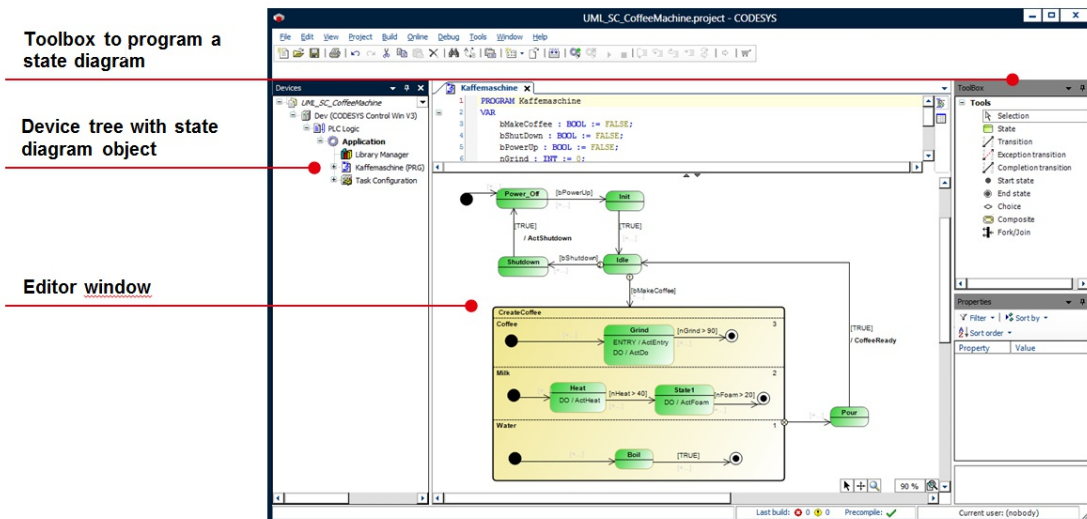 Toolbox to program a
state diagram
Device tree with state
diagram object
Editor window
UML_SC_CoffeeMachine.project - CODESYS
File Edit View Project Build Online Debug Tools Window Help
Devices
UML_SC_CoffeeMachine
Dev (CODESYS Control Win V3)
PLC Logic
Application
Library Manager
Kaffemaschine (PRG)
Task Configuration
Kaffemaschine
1 PROGRAM Kaffemaschine
2 VAR
3 bMakeCoffee : BOOL := FALSE;
4 bShutDown : BOOL := FALSE;
5 bPowerUp : BOOL := FALSE;
6 nGrind : INT := 0;
Power_Off
[bPowerUp]
Init
[TRUE]
/ ActShutdown
[TRUE]
Shutdown
[bShutdown]
Idle
[bMakeCoffee]
CreateCoffee
Coffee
3
Grind
ENTRY / ActEntry
DO / ActDo
[nGrind > 90]
Milk
2
Heat
DO / ActHeat
[nHeat > 40]
State1
DO / ActFoam
[nFoam > 20]
Water
1
Boil
[TRUE]
[TRUE]
/ CoffeeReady
Pour
90 %
ToolBox
Tools
Selection
State
Transition
Exception transition
Completion transition
Start state
End state
Choice
Composite
Fork/Join
Properties
Filter Sort by
Sort order
Property Value
Last build: 0 0 Precompile: Current user: (nobody)